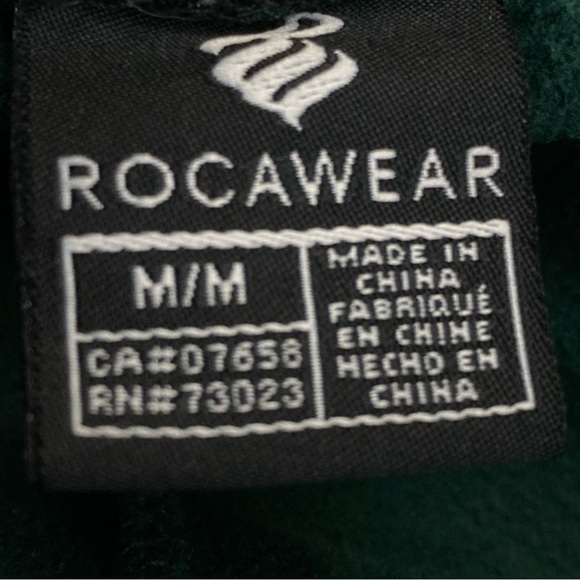 ROCAWEAR
M/M
CA#07658
RN#73023
MADE IN
CHINA
FABRIQUÉ
EN CHINE
HECHO EN
CHINA